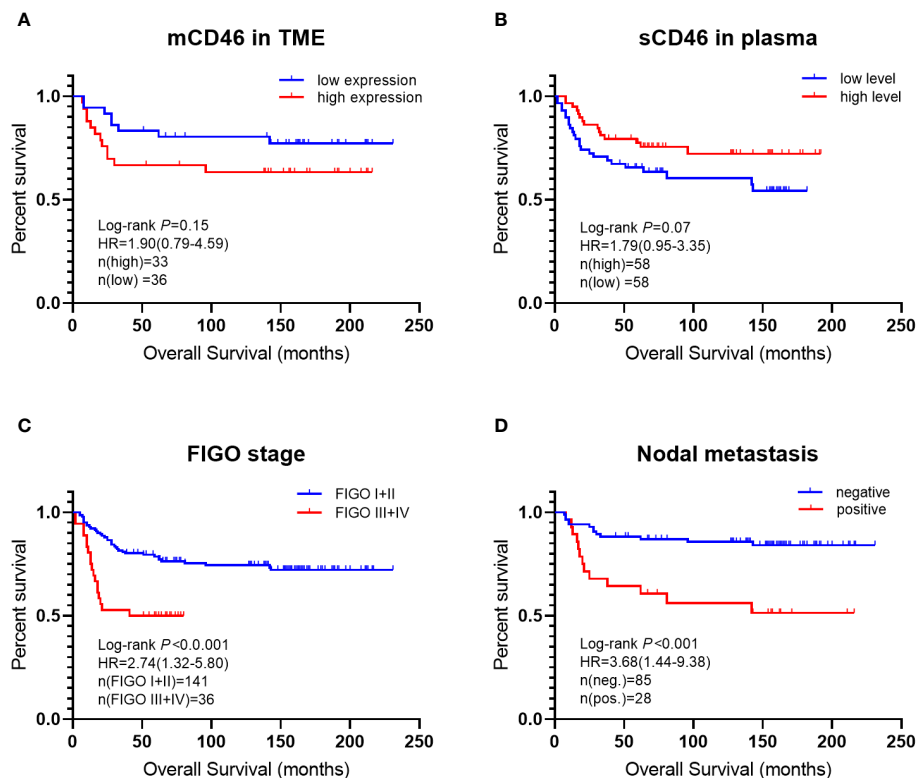 A
mCD46 in TME
low expression
high expression
Percent survival
1.0
0.5
0.0
Log-rank P=0.15
HR=1.90(0.79-4.59)
n(high)=33
n(low) =36
0 50 100 150 200 250
Overall Survival (months)
B
sCD46 in plasma
low level
high level
Percent survival
1.0
0.5
0.0
Log-rank P=0.07
HR=1.79(0.95-3.35)
n(high)=58
n(low) =58
0 50 100 150 200 250
Overall Survival (months)
C
FIGO stage
FIGO I+II
FIGO III+IV
Percent survival
1.0
0.5
0.0
Log-rank P<0.0.001
HR=2.74(1.32-5.80)
n(FIGO I+II)=141
n(FIGO III+IV)=36
0 50 100 150 200 250
Overall Survival (months)
D
Nodal metastasis
negative
positive
Percent survival
1.0
0.5
0.0
Log-rank P<0.001
HR=3.68(1.44-9.38)
n(neg.)=85
n(pos.)=28
0 50 100 150 200 250
Overall Survival (months)